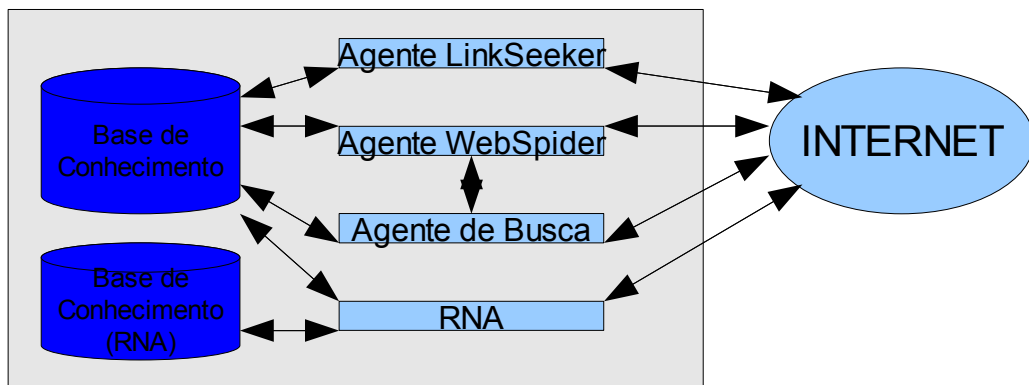 Agente LinkSeeker
Base de
Conhecimento
Agente WebSpider
INTERNET
Agente de Busca
Base de
Conhecimento
(RNA)
RNA